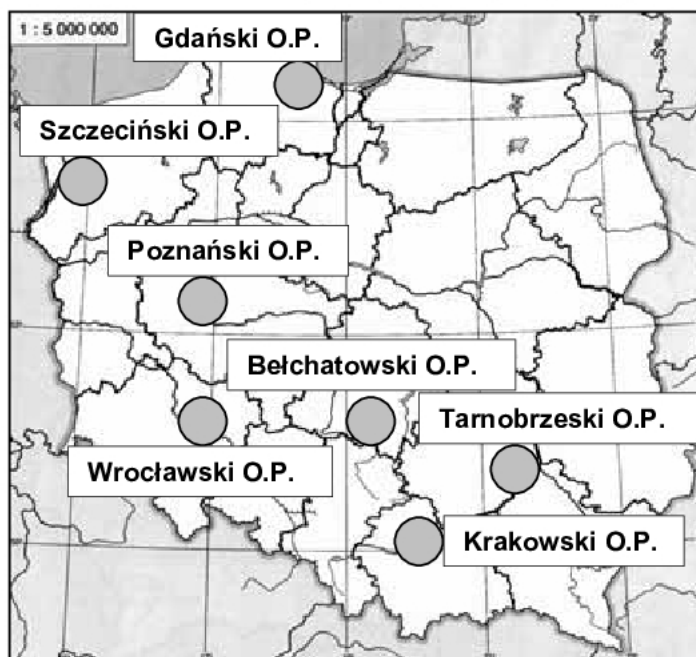 1 : 5 000 000
Gdański O.P.
Szczeciński O.P.
Poznański O.P.
Bełchatowski O.P.
Tarnobrzeski O.P.
Wrocławski O.P.
Krakowski O.P.